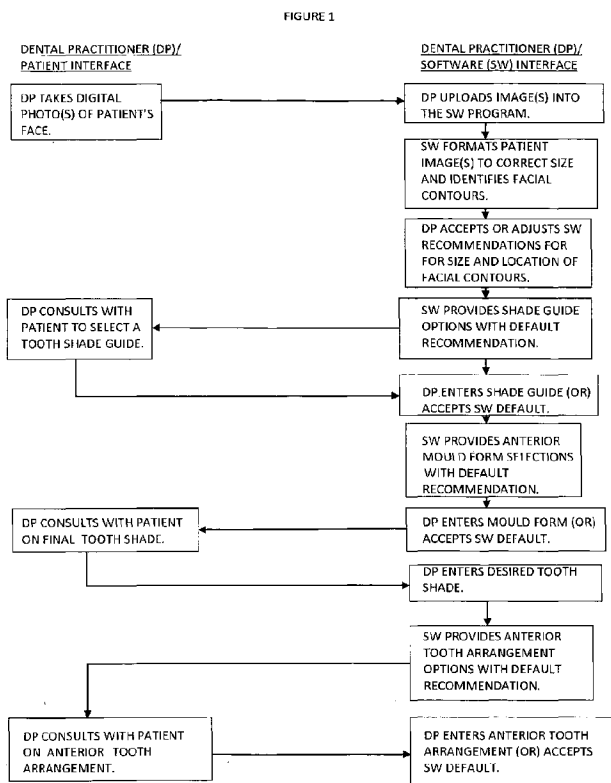 FIGURE 1
DENTAL PRACTITIONER (DP)/
PATIENT INTERFACE
DENTAL PRACTITIONER (DP)/
SOFTWARE (SW) INTERFACE
DP TAKES DIGITAL
PHOTO(S) OF PATIENT'S
FACE.
DP UPLOADS IMAGE(S) INTO
THE SW PROGRAM.
SW FORMATS PATIENT
IMAGE(S) TO CORRECT SIZE
AND IDENTIFIES FACIAL
CONTOURS.
DP ACCEPTS OR ADJUSTS SW
RECOMMENDATIONS FOR
FOR SIZE AND LOCATION OF
FACIAL CONTOURS.
SW PROVIDES SHADE GUIDE
OPTIONS WITH DEFAULT
RECOMMENDATION.
DP CONSULTS WITH
PATIENT TO SELECT A
TOOTH SHADE GUIDE.
DP ENTERS SHADE GUIDE (OR)
ACCEPTS SW DEFAULT.
SW PROVIDES ANTERIOR
MOULD FORM SELECTIONS
WITH DEFAULT
RECOMMENDATION.
DP ENTERS MOULD FORM (OR)
ACCEPTS SW DEFAULT.
DP CONSULTS WITH PATIENT
ON FINAL TOOTH SHADE.
DP ENTERS DESIRED TOOTH
SHADE.
SW PROVIDES ANTERIOR
TOOTH ARRANGEMENT
OPTIONS WITH DEFAULT
RECOMMENDATION.
DP CONSULTS WITH PATIENT
ON ANTERIOR TOOTH
ARRANGEMENT.
DP ENTERS ANTERIOR TOOTH
ARRANGEMENT (OR) ACCEPTS
SW DEFAULT.